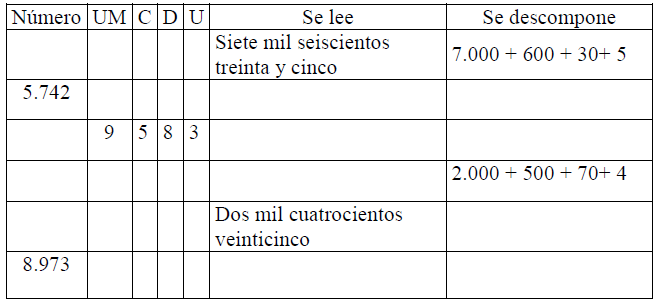 Número UM C D U Se lee Se descompone
Siete mil seiscientos
treinta y cinco
7.000 + 600 + 30+ 5
5.742
9 5 8 3
2.000 + 500 + 70+ 4
Dos mil cuatrocientos
veinticinco
8.973